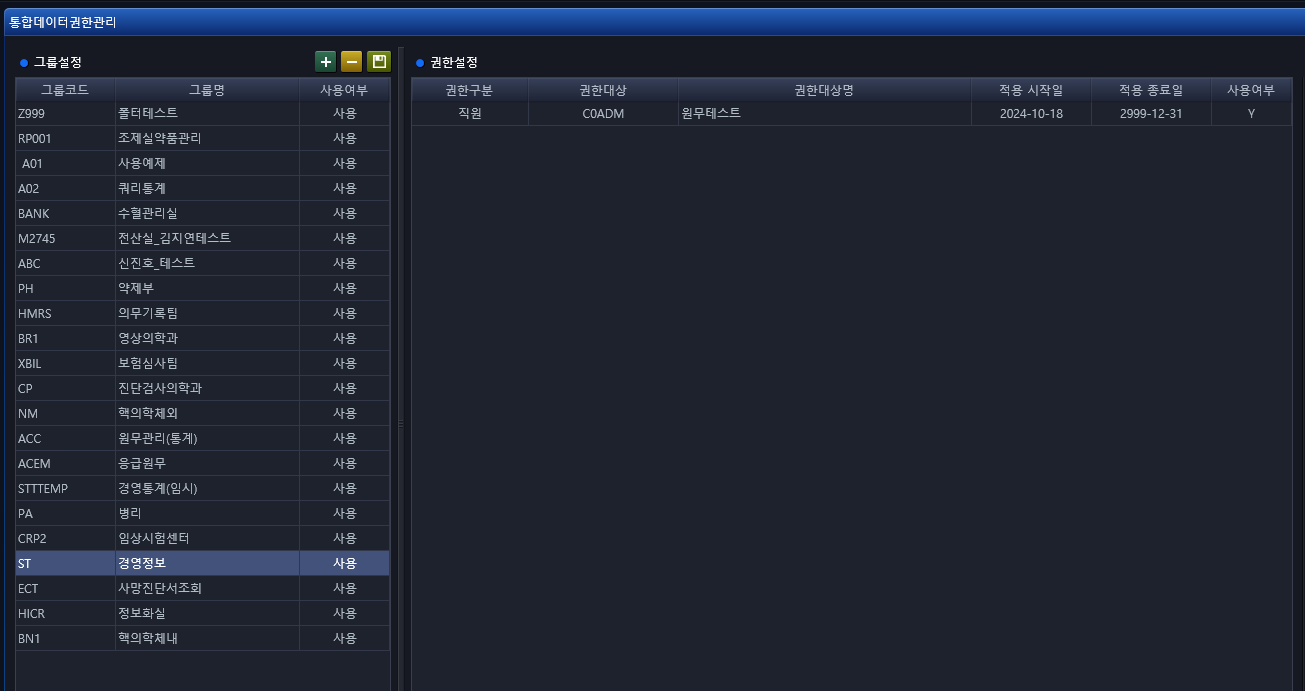 통합데이터권한관리
그룹설정
그룹코드 그룹명 사용여부
Z999 폴터테스트 사용
RP001 조제실약품관리 사용
A01 사용예제 사용
A02 쿼리통계 사용
BANK 수혈관리실 사용
M2745 전산실_김지연테스트 사용
ABC 신진호_테스트 사용
PH 약제부 사용
HMRS 의무기록팀 사용
BR1 영상의학과 사용
XBIL 보험심사팀 사용
CP 진단검사의학과 사용
NM 핵의학체외 사용
ACC 원무관리(통계) 사용
ACEM 응급원무 사용
STTTEMP 경영통계(임시) 사용
PA 병리 사용
CRP2 임상시험센터 사용
ST 경영정보 사용
ECT 사망진단서조회 사용
HICR 정보화실 사용
BN1 핵의학체내 사용
권한설정
권한구분 권한대상 권한대상명 적용 시작일 적용 종료일 사용여부
직원 C0ADM 원무테스트 2024-10-18 2999-12-31 Y